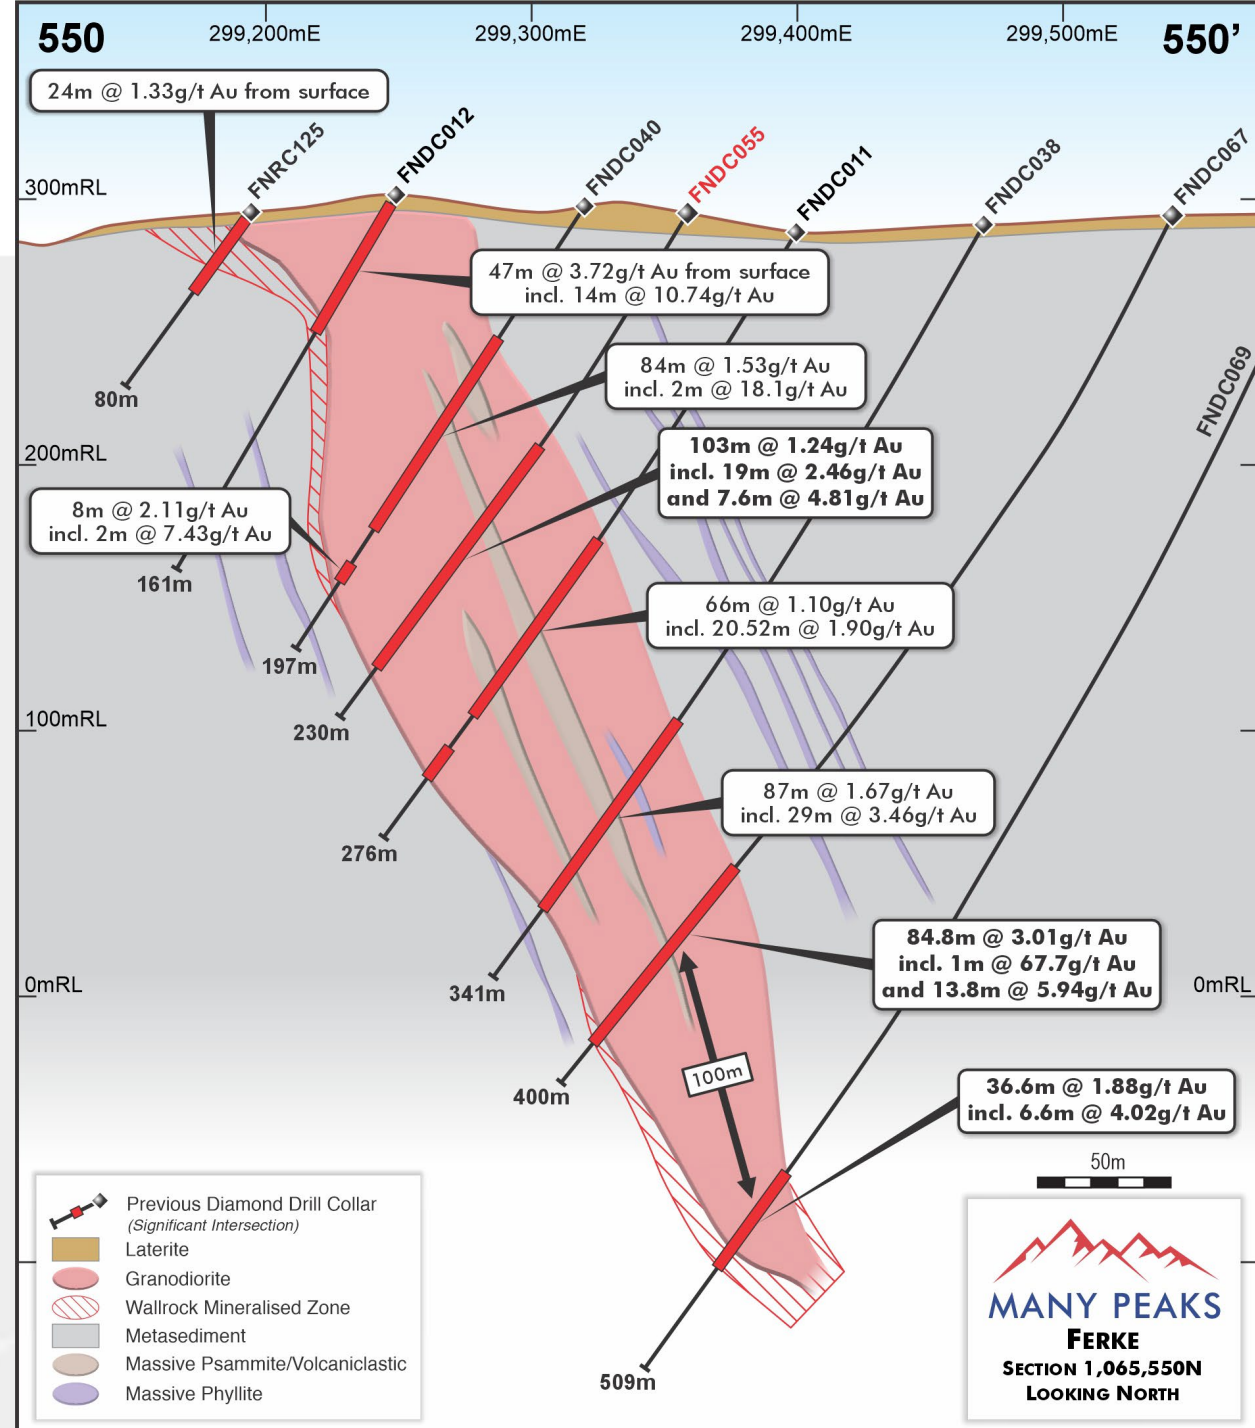 550
299,200mE
299,300mE
299,400mE
299,500mE
550’
24m @ 1.33g/t Au from surface
FNRC125
FNDC012
FNDC040
FNDC055
FNDC011
FNDC038
FNDC067
FNDC069
300mRL
47m @ 3.72g/t Au from surface
incl. 14m @ 10.74g/t Au
84m @ 1.53g/t Au
incl. 2m @ 18.1g/t Au
80m
200mRL
103m @ 1.24g/t Au
incl. 19m @ 2.46g/t Au
and 7.6m @ 4.81g/t Au
8m @ 2.11g/t Au
incl. 2m @ 7.43g/t Au
161m
66m @ 1.10g/t Au
incl. 20.52m @ 1.90g/t Au
197m
100mRL
230m
87m @ 1.67g/t Au
incl. 29m @ 3.46g/t Au
276m
84.8m @ 3.01g/t Au
incl. 1m @ 67.7g/t Au
and 13.8m @ 5.94g/t Au
0mRL
341m
0mRL
100m
400m
36.6m @ 1.88g/t Au
incl. 6.6m @ 4.02g/t Au
50m
509m
Previous Diamond Drill Collar
(Significant Intersection)
Laterite
Granodiorite
Wallrock Mineralised Zone
Metasediment
Massive Psammite/Volcaniclastic
Massive Phyllite
MANY PEAKS
FERKE
SECTION 1,065,550N
LOOKING NORTH